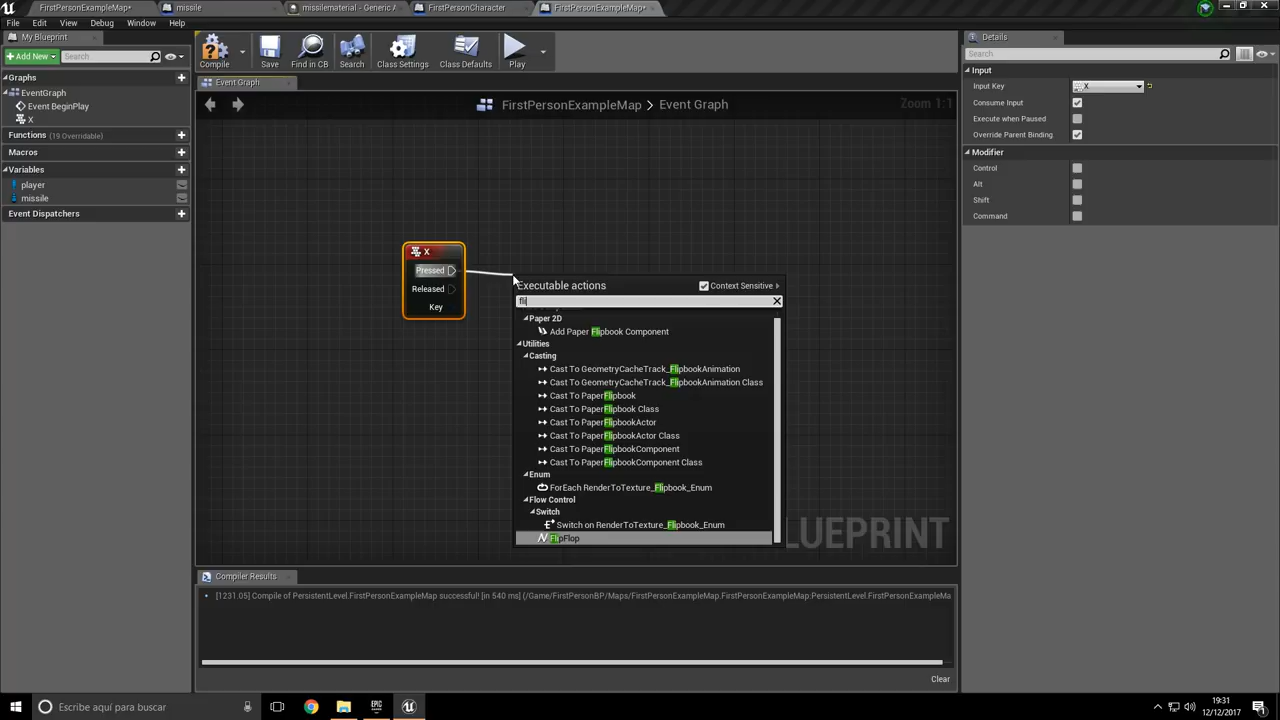 FirstPersonExampleMap*
missile
missilematerial - Generic A
FirstPersonCharacter
FirstPersonExampleMap*
File Edit View Debug Window Help
My Blueprint
Add New
Search
Graphs
EventGraph
Event BeginPlay
X
Functions (19 Overridable)
Macros
Variables
player
missile
Event Dispatchers
Compile
Save
Find in CB
Search
Class Settings
Class Defaults
Play
Event Graph
FirstPersonExampleMap > Event Graph
Zoom 1:1
X
Pressed
Released
Key
Executable actions
Context Sensitive
fli
Paper 2D
Add Paper Flipbook Component
Utilities
Casting
Cast To GeometryCacheTrack_FlipbookAnimation
Cast To GeometryCacheTrack_FlipbookAnimation Class
Cast To PaperFlipbook
Cast To PaperFlipbook Class
Cast To PaperFlipbookActor
Cast To PaperFlipbookActor Class
Cast To PaperFlipbookComponent
Cast To PaperFlipbookComponent Class
Enum
ForEach RenderToTexture_Flipbook_Enum
Flow Control
Switch
Switch on RenderToTexture_Flipbook_Enum
FlipFlop
LUEPRINT
Compiler Results
[1231.05] Compile of PersistentLevel.FirstPersonExampleMap successful! [in 540 ms] (/Game/FirstPersonBP/Maps/FirstPersonExampleMap.FirstPersonExampleMap:PersistentLevel.FirstPersonExampleMa
Clear
Details
Search
Input
Input Key
X
Consume Input
Execute when Paused
Override Parent Binding
Modifier
Control
Alt
Shift
Command
Escribe aquí para buscar
EPIC
19:31
12/12/2017
1